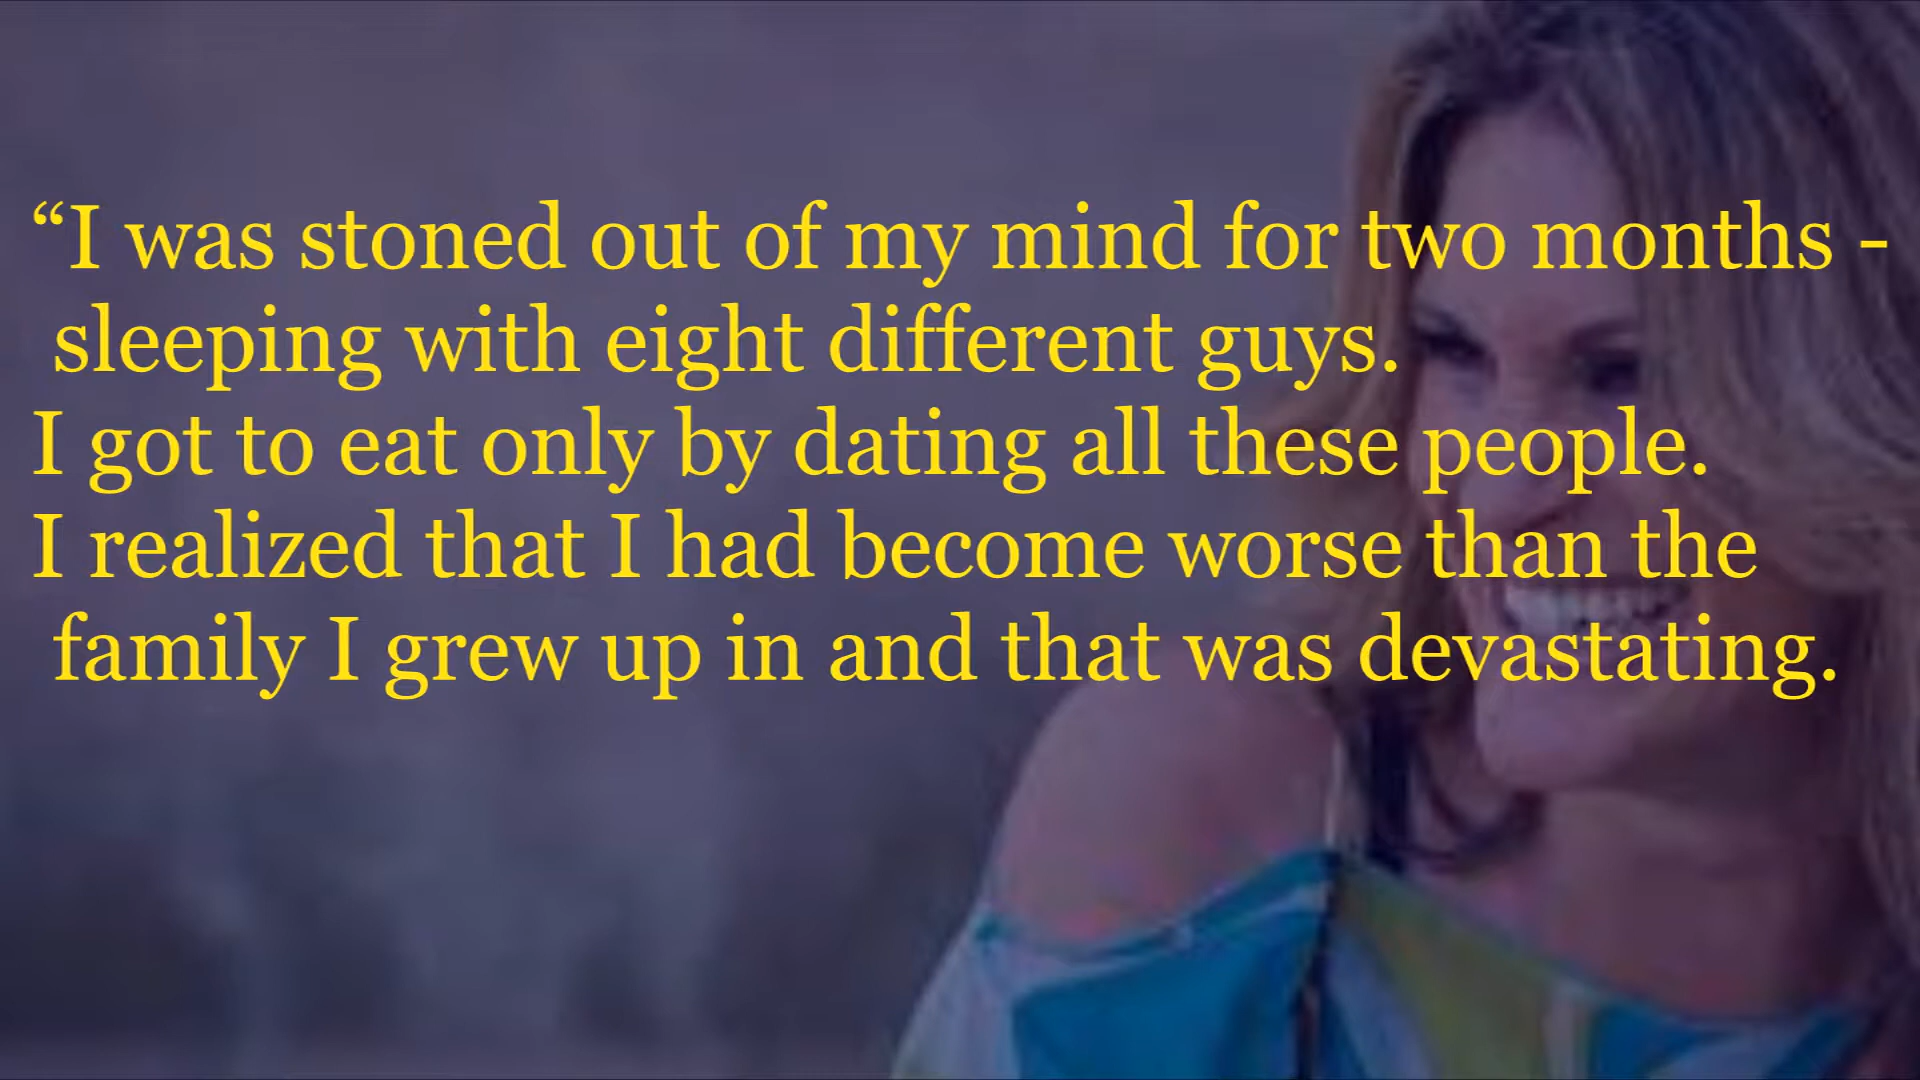 “I was stoned out of my mind for two months -
sleeping with eight different guys.
I got to eat only by dating all these people.
I realized that I had become worse than the
family I grew up in and that was devastating.